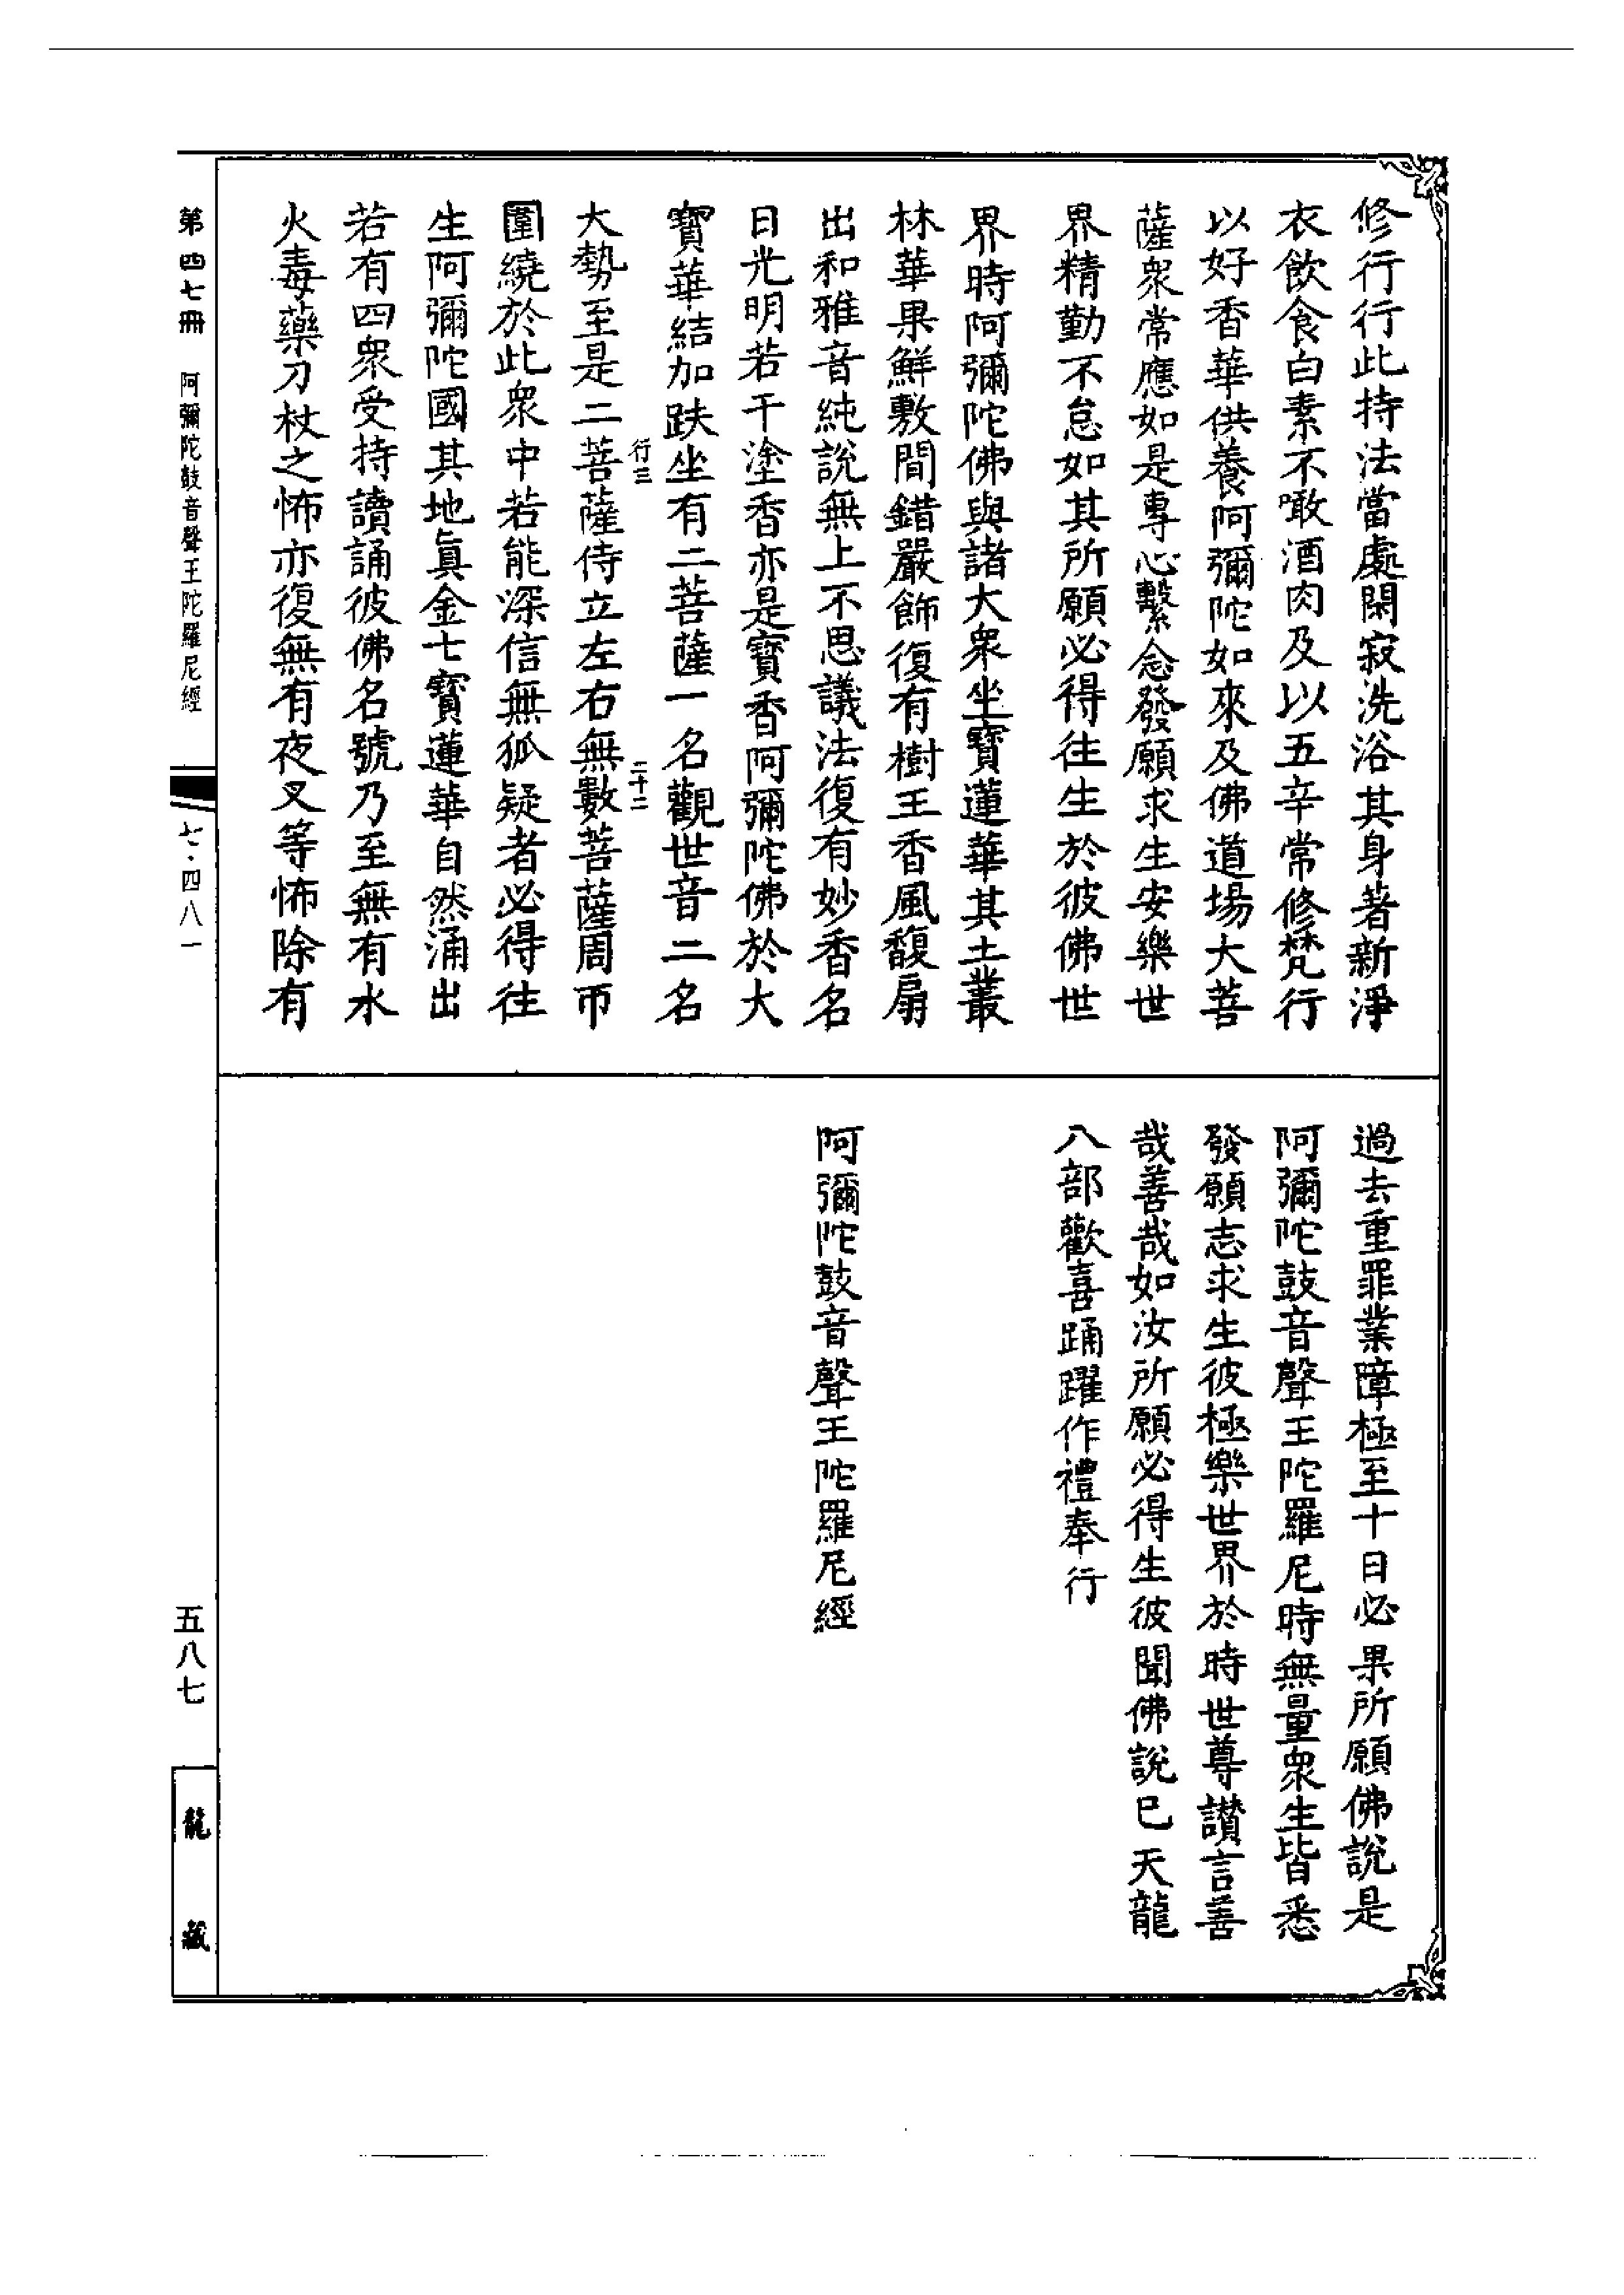 修行行此持法當處閑寂洗浴其身著新淨
衣飲食白素不噉酒肉及以五辛常修梵行
以好香華供養阿彌陀如來及佛道場大菩
薩衆常應如是專心繫念發願求生安樂世
界精勤不怠如其所願必得往生於彼佛世
界時阿彌陀佛與諸大衆坐寶蓮華其土叢
林華果鮮敷間錯嚴飾復有樹王香風馥扇
出和雅音純說無上不思議法復有妙香名
日光明若干塗香亦是寶香阿彌陀佛於大
寶華結加趺坐有二菩薩一名觀世音二名
行三 二十二
大勢至是二菩薩侍立左右無數菩薩周帀
圍繞於此衆中若能深信無狐疑者必得往
生阿彌陀國其地眞金七寶蓮華自然涌出
若有四衆受持讀誦彼佛名號乃至無有水
火毒藥刀杖之怖亦復無有夜叉等怖除有
過去重罪業障極至十日必果所願佛說是
阿彌陀鼓音聲王陀羅尼時無量衆生皆悉
發願志求生彼極樂世界於時世尊讃言善
哉善哉如汝所願必得生彼聞佛說已天龍
八部歡喜踊躍作禮奉行
阿彌陀鼓音聲王陀羅尼經
第四七冊 阿彌陀鼓音聲王陀羅尼經
七·四八一
五八七
龍藏